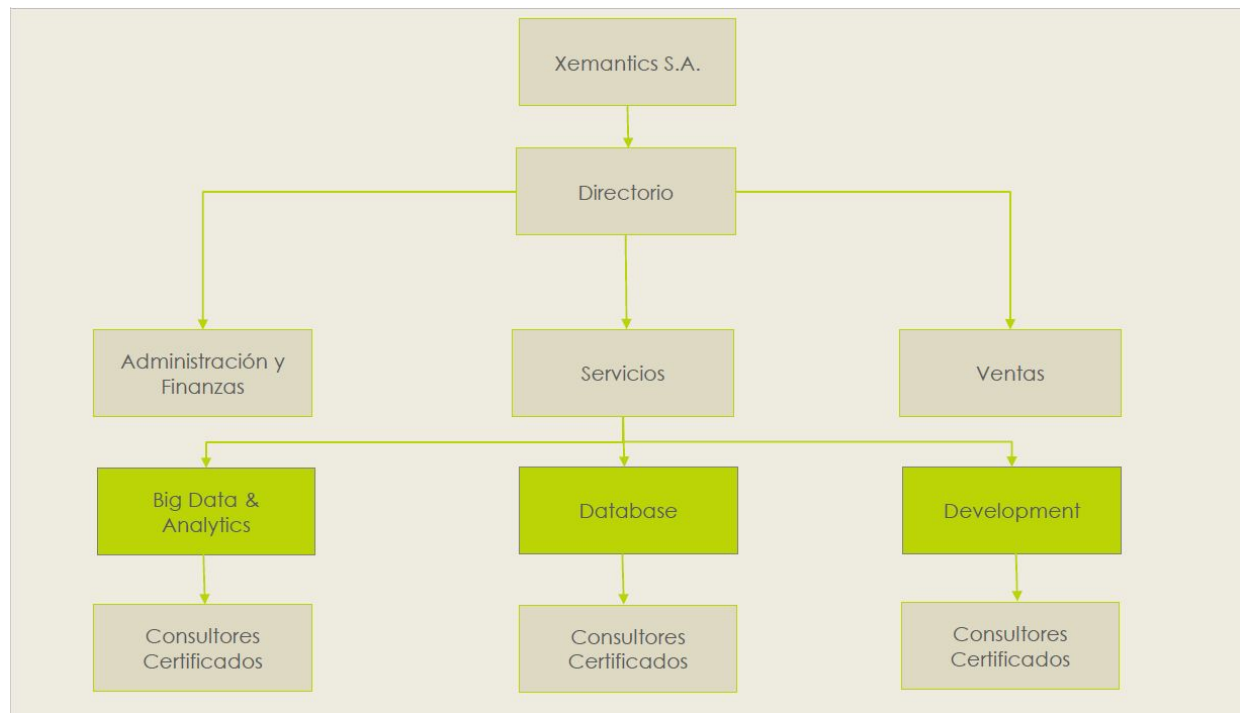 Xemantics S.A.
Directorio
Administración y
Finanzas
Servicios
Ventas
Big Data &
Analytics
Database
Development
Consultores
Certificados
Consultores
Certificados
Consultores
Certificados